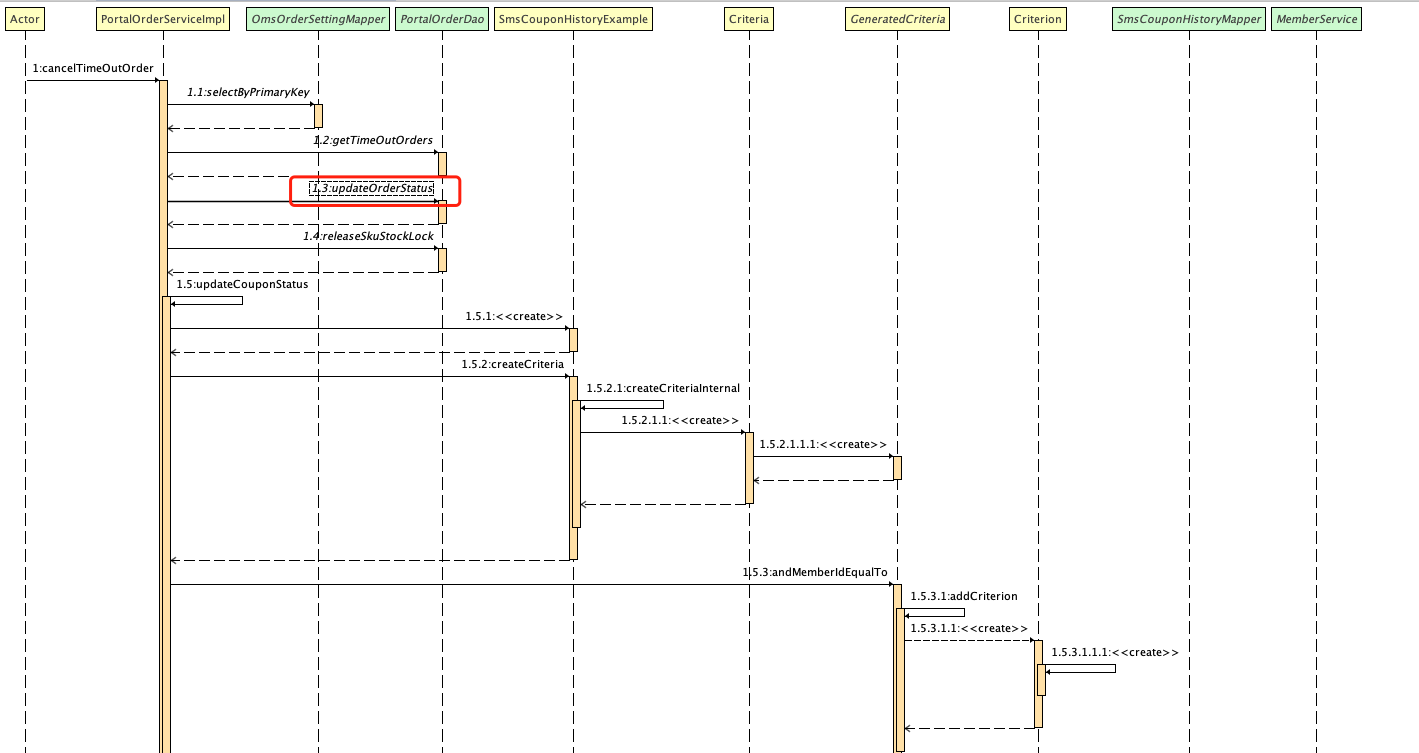 Actor
PortalOrderServiceImpl
OmsOrderSettingMapper
PortalOrderDao
SmsCouponHistoryExample
Criteria
GeneratedCriteria
Criterion
SmsCouponHistoryMapper
MemberService
1:cancelTimeOutOrder
1.1:selectByPrimaryKey
1.2:getTimeOutOrders
1.3:updateOrderStatus
1.4:releaseSkuStockLock
1.5:updateCouponStatus
1.5.1:<<create>>
1.5.2:createCriteria
1.5.2.1:createCriteriaInternal
1.5.2.1.1:<<create>>
1.5.2.1.1.1:<<create>>
1.5.3:andMemberIdEqualTo
1.5.3.1:addCriterion
1.5.3.1.1:<<create>>
1.5.3.1.1.1:<<create>>